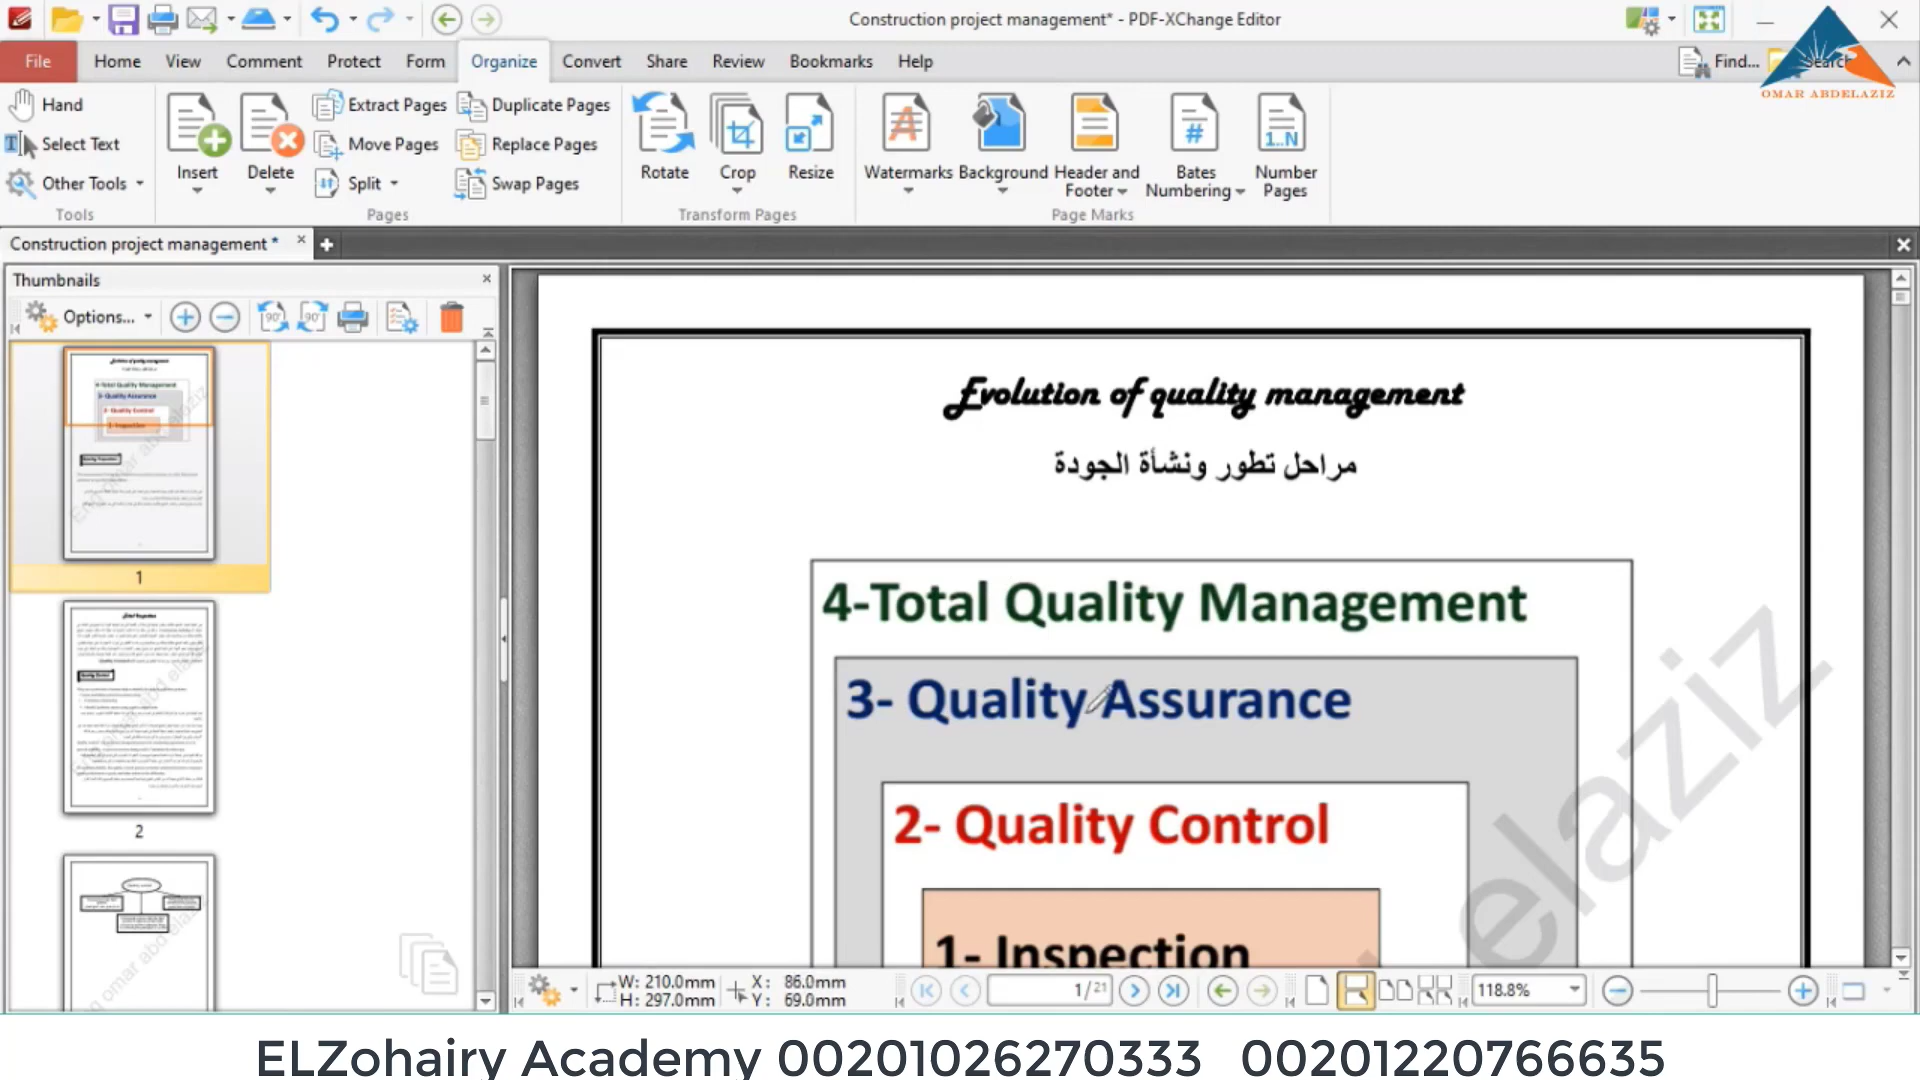 Construction project management* - PDF-XChange Editor
File Home View Comment Protect Form Organize Convert Share Review Bookmarks Help Find...
OMAR ABDELAZIZ
Hand
Select Text
Other Tools
Tools
Insert
Delete
Extract Pages
Move Pages
Split
Duplicate Pages
Replace Pages
Swap Pages
Pages
Rotate
Crop
Resize
Transform Pages
Watermarks
Background
Header and Footer
Bates Numbering
Number Pages
Page Marks
Construction project management *
Thumbnails
Options...
1
2
Evolution of quality management
مراحل تطور ونشأة الجودة
4-Total Quality Management
3- Quality Assurance
2- Quality Control
1- Inspection
elaziz
W: 210.0mm
H: 297.0mm
X: 86.0mm
Y: 69.0mm
1/21
118.8%
ELZohairy Academy 00201026270333 00201220766635